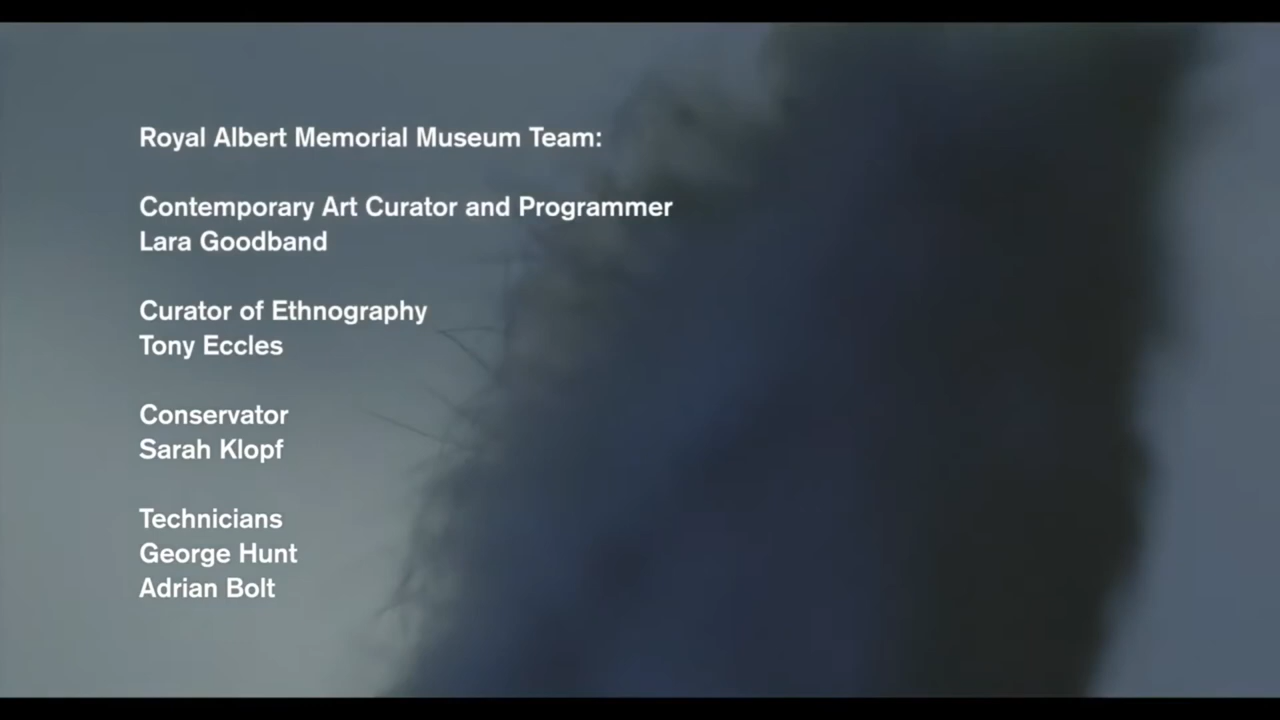 Royal Albert Memorial Museum Team:
Contemporary Art Curator and Programmer
Lara Goodband
Curator of Ethnography
Tony Eccles
Conservator
Sarah Klopf
Technicians
George Hunt
Adrian Bolt